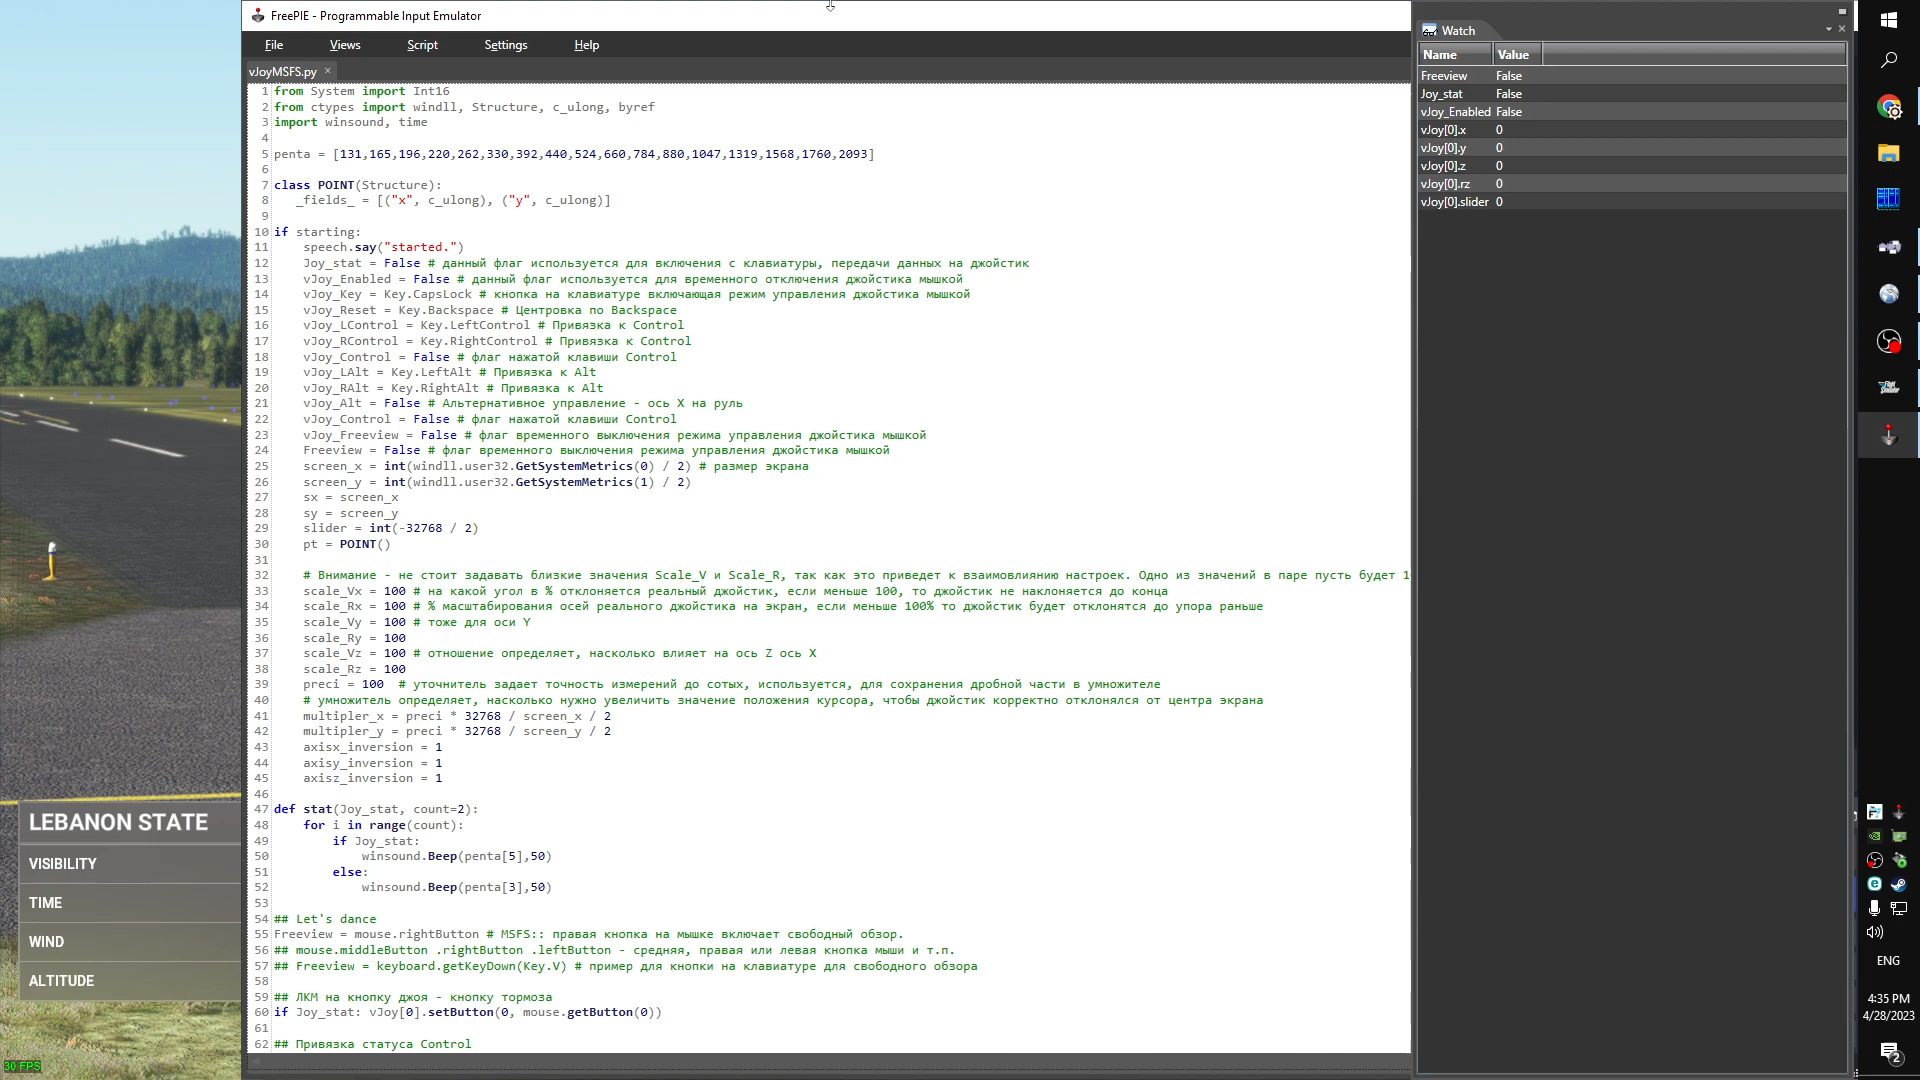 FreePIE - Programmable Input Emulator
File Views Script Settings Help
vJoyMSFS.py ×
1 from System import Int16
2 from ctypes import windll, Structure, c_ulong, byref
3 import winsound, time
4
5 penta = [131,165,196,220,262,330,392,440,524,660,784,880,1047,1319,1568,1760,2093]
6
7 class POINT(Structure):
8 _fields_ = [("x", c_ulong), ("y", c_ulong)]
9
10 if starting:
11 speech.say("started.")
12 Joy_stat = False # данный флаг используется для включения с клавиатуры, передачи данных на джойстик
13 vJoy_Enabled = False # данный флаг используется для временного отключения джойстика мышкой
14 vJoy_Key = Key.CapsLock # кнопка на клавиатуре включающая режим управления джойстика мышкой
15 vJoy_Reset = Key.Backspace # Центровка по Backspace
16 vJoy_LControl = Key.LeftControl # Привязка к Control
17 vJoy_RControl = Key.RightControl # Привязка к Control
18 vJoy_Control = False # флаг нажатой клавиши Control
19 vJoy_LAlt = Key.LeftAlt # Привязка к Alt
20 vJoy_RAlt = Key.RightAlt # Привязка к Alt
21 vJoy_Alt = False # Альтернативное управление - ось X на руль
22 vJoy_Control = False # флаг нажатой клавиши Control
23 vJoy_Freeview = False # флаг временного выключения режима управления джойстика мышкой
24 Freeview = False # флаг временного выключения режима управления джойстика мышкой
25 screen_x = int(windll.user32.GetSystemMetrics(0) / 2) # размер экрана
26 screen_y = int(windll.user32.GetSystemMetrics(1) / 2)
27 sx = screen_x
28 sy = screen_y
29 slider = int(-32768 / 2)
30 pt = POINT()
31
32 # Внимание - не стоит задавать близкие значения Scale_V и Scale_R, так как это приведет к взаимовлиянию настроек. Одно из значений в паре пусть будет 1
33 scale_Vx = 100 # на какой угол в % отклоняется реальный джойстик, если меньше 100, то джойстик не наклоняется до конца
34 scale_Rx = 100 # % масштабирования осей реального джойстика на экран, если меньше 100% то джойстик будет отклонятся до упора раньше
35 scale_Vy = 100 # тоже для оси Y
36 scale_Ry = 100
37 scale_Vz = 100 # отношение определяет, насколько влияет на ось Z ось X
38 scale_Rz = 100
39 preci = 100 # уточнитель задает точность измерений до сотых, используется, для сохранения дробной части в умножителе
40 # умножитель определяет, насколько нужно увеличить значение положения курсора, чтобы джойстик корректно отклонялся от центра экрана
41 multipler_x = preci * 32768 / screen_x / 2
42 multipler_y = preci * 32768 / screen_y / 2
43 axisx_inversion = 1
44 axisy_inversion = 1
45 axisz_inversion = 1
46
47 def stat(Joy_stat, count=2):
48 for i in range(count):
49 if Joy_stat:
50 winsound.Beep(penta[5],50)
51 else:
52 winsound.Beep(penta[3],50)
53
54 ## Let's dance
55 Freeview = mouse.rightButton # MSFS:: правая кнопка на мышке включает свободный обзор.
56 ## mouse.middleButton .rightButton .leftButton - средняя, правая или левая кнопка мыши и т.п.
57 ## Freeview = keyboard.getKeyDown(Key.V) # пример для кнопки на клавиатуре для свободного обзора
58
59 ## ЛКМ на кнопку джоя - кнопку тормоза
60 if Joy_stat: vJoy[0].setButton(0, mouse.getButton(0))
61
62 ## Привязка статуса Control
Watch
Name Value
Freeview False
Joy_stat False
vJoy_Enabled False
vJoy[0].x 0
vJoy[0].y 0
vJoy[0].z 0
vJoy[0].rz 0
vJoy[0].slider 0
LEBANON STATE
VISIBILITY
TIME
WIND
ALTITUDE
30 FPS
ENG
4:35 PM
4/28/2023
2